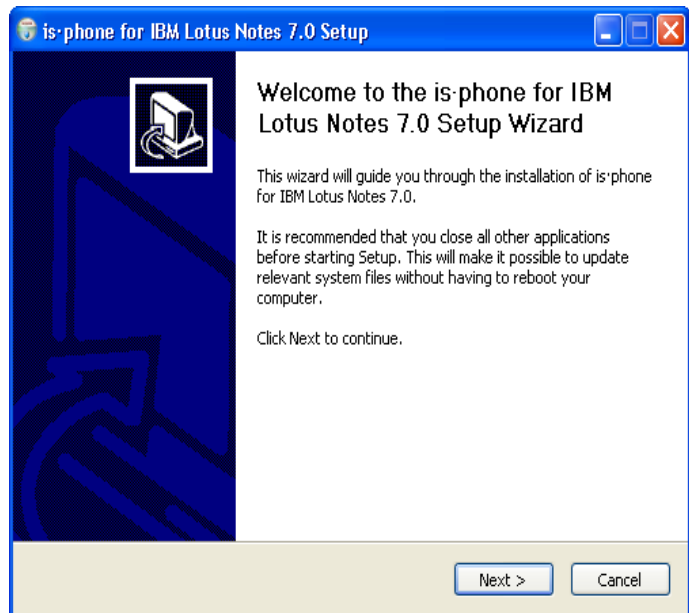 is·phone for IBM Lotus Notes 7.0 Setup
Welcome to the is·phone for IBM
Lotus Notes 7.0 Setup Wizard
This wizard will guide you through the installation of is·phone
for IBM Lotus Notes 7.0.
It is recommended that you close all other applications
before starting Setup. This will make it possible to update
relevant system files without having to reboot your
computer.
Click Next to continue.
Next >
Cancel